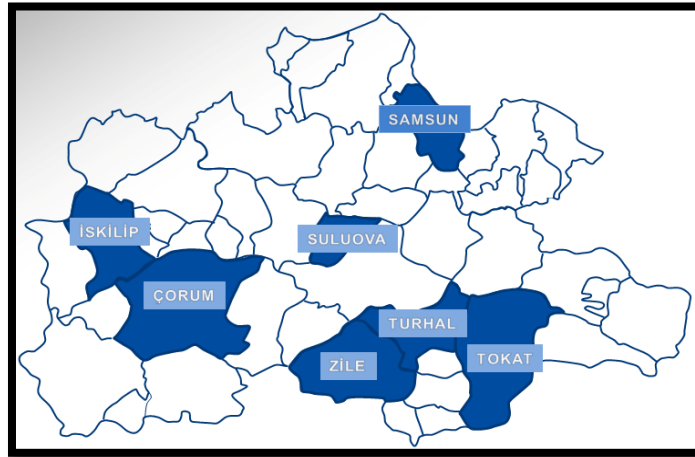 SAMSUN
İSKİLİP
SULUOVA
ÇORUM
TURHAL
ZİLE
TOKAT